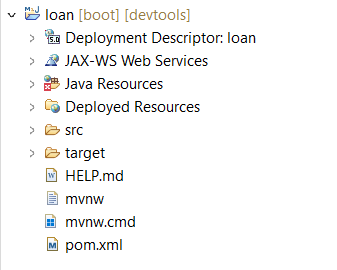 loan [boot] [devtools]
Deployment Descriptor: loan
JAX-WS Web Services
Java Resources
Deployed Resources
src
target
HELP.md
mvnw
mvnw.cmd
pom.xml